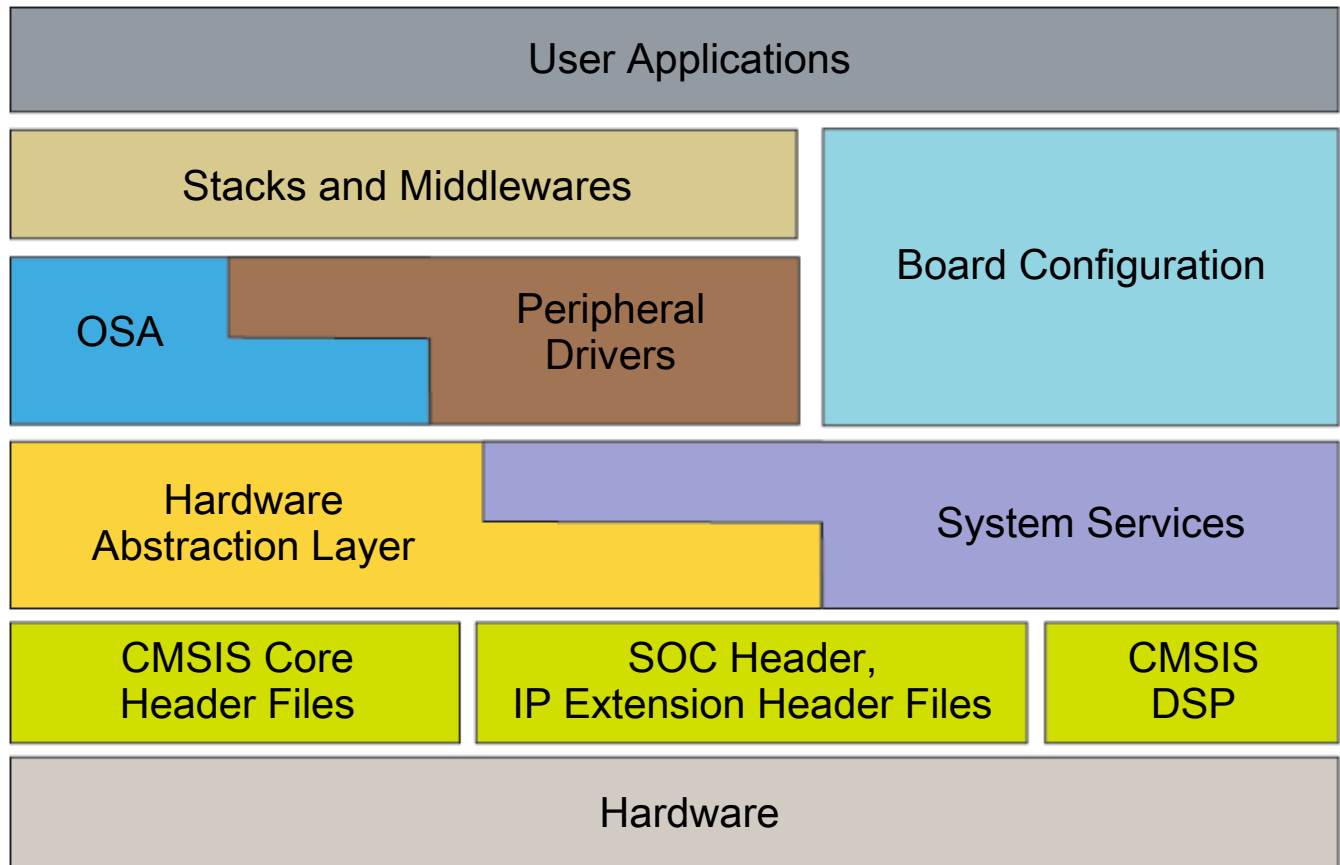 User Applications
Stacks and Middlewares
Board Configuration
OSA
Peripheral
Drivers
Hardware
Abstraction Layer
System Services
CMSIS Core
Header Files
SOC Header,
IP Extension Header Files
CMSIS
DSP
Hardware